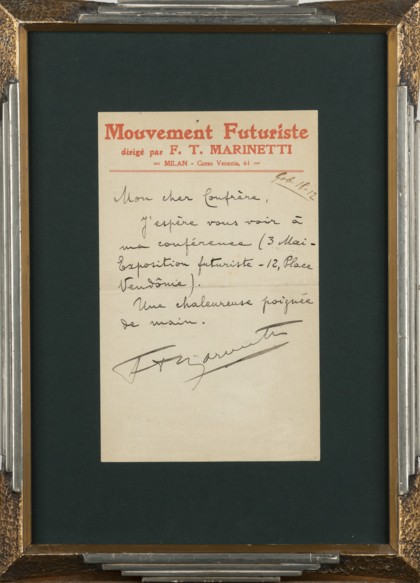 Mouvement Futuriste
dirigé par F. T. MARINETTI
MILAN - Corso Venezia, 61
Mon cher Confrère,
J'espère vous voir à
ma conférence (3 Mai-
Exposition futuriste - 12, Place
Vendôme).
Une chaleureuse poignée
de main.
F T Marinetti